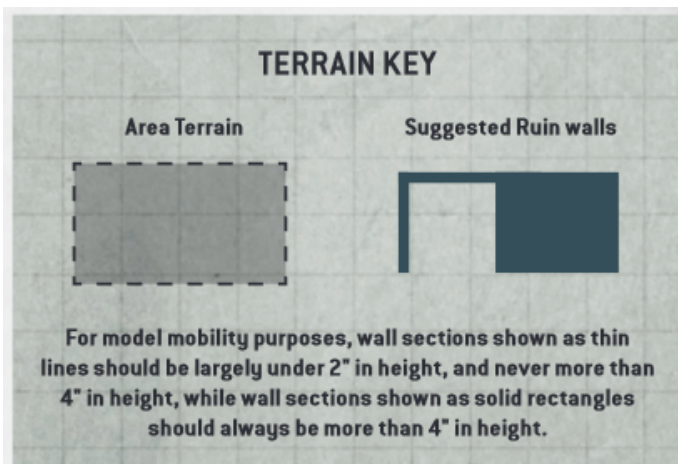 TERRAIN KEY
Area Terrain
Suggested Ruin walls
For model mobility purposes, wall sections shown as thin
lines should be largely under 2" in height, and never more than
4" in height, while wall sections shown as solid rectangles
should always be more than 4" in height.